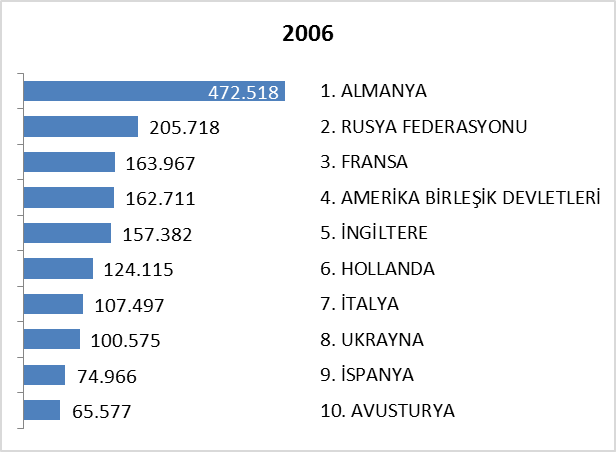 2006
472.518 1. ALMANYA
205.718 2. RUSYA FEDERASYONU
163.967 3. FRANSA
162.711 4. AMERİKA BİRLEŞİK DEVLETLERİ
157.382 5. İNGİLTERE
124.115 6. HOLLANDA
107.497 7. İTALYA
100.575 8. UKRAYNA
74.966 9. İSPANYA
65.577 10. AVUSTURYA